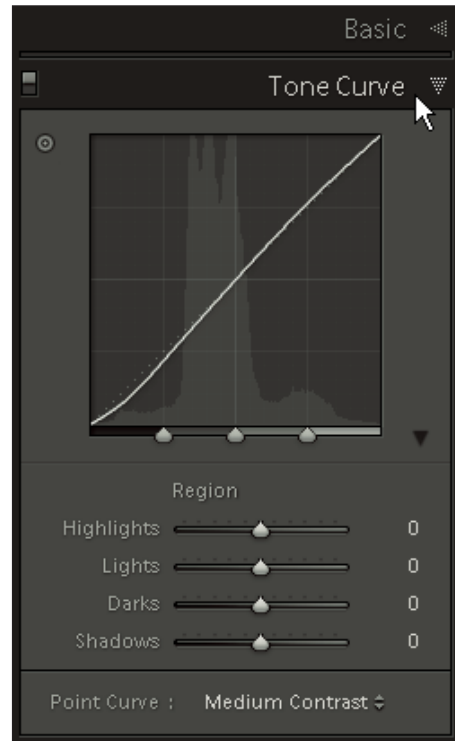 Basic
Tone Curve
Region
Highlights 0
Lights 0
Darks 0
Shadows 0
Point Curve : Medium Contrast